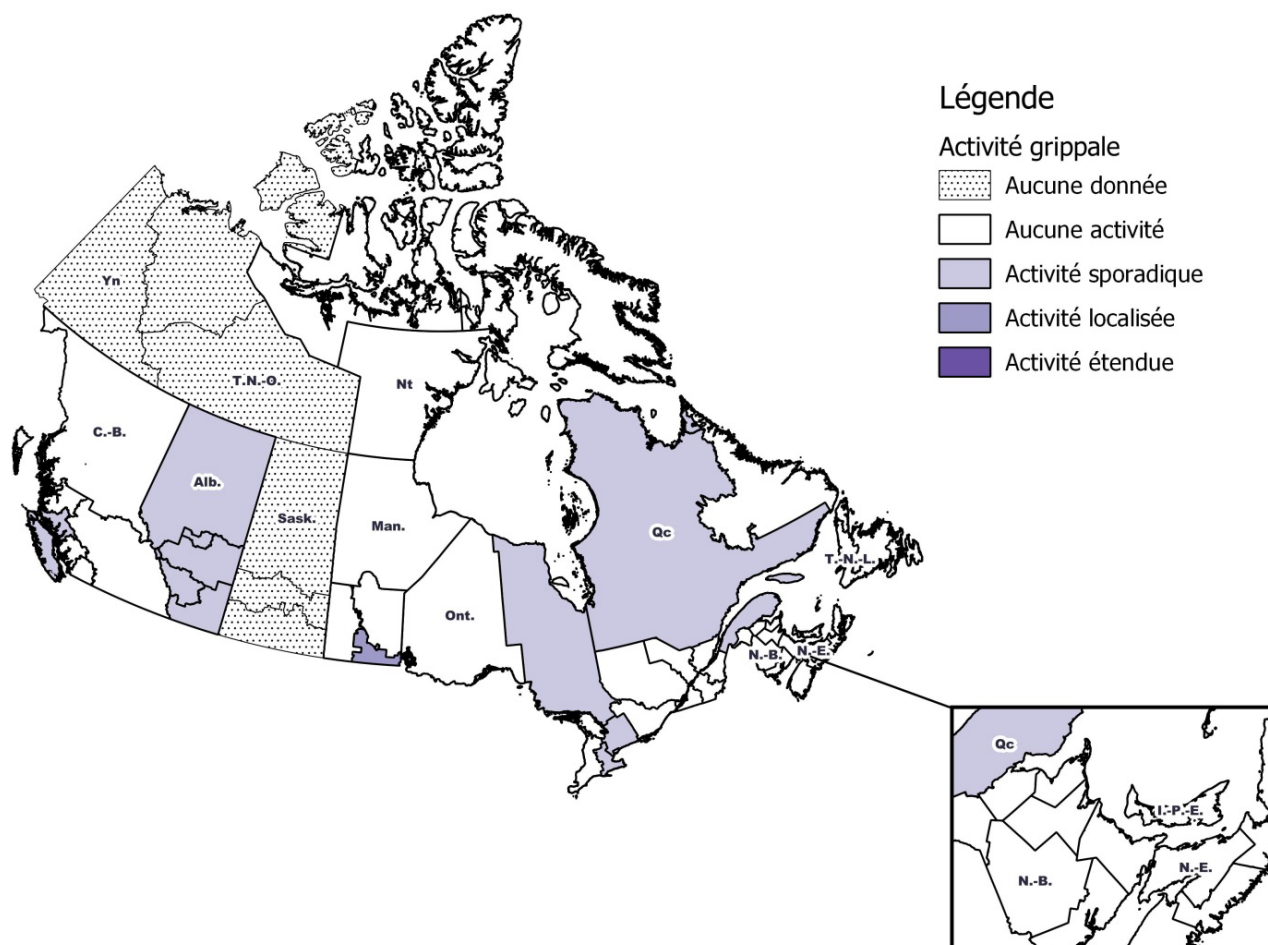 Légende
Activité grippale
Aucune donnée
Aucune activité
Activité sporadique
Activité localisée
Activité étendue
Yn
T.N.-O.
Nt
C.-B.
Alb.
Sask.
Man.
Ont.
Qc
T.-N.-L.
N.-B.
N.-E.
Qc
I.-P.-E.
N.-E.
N.-B.